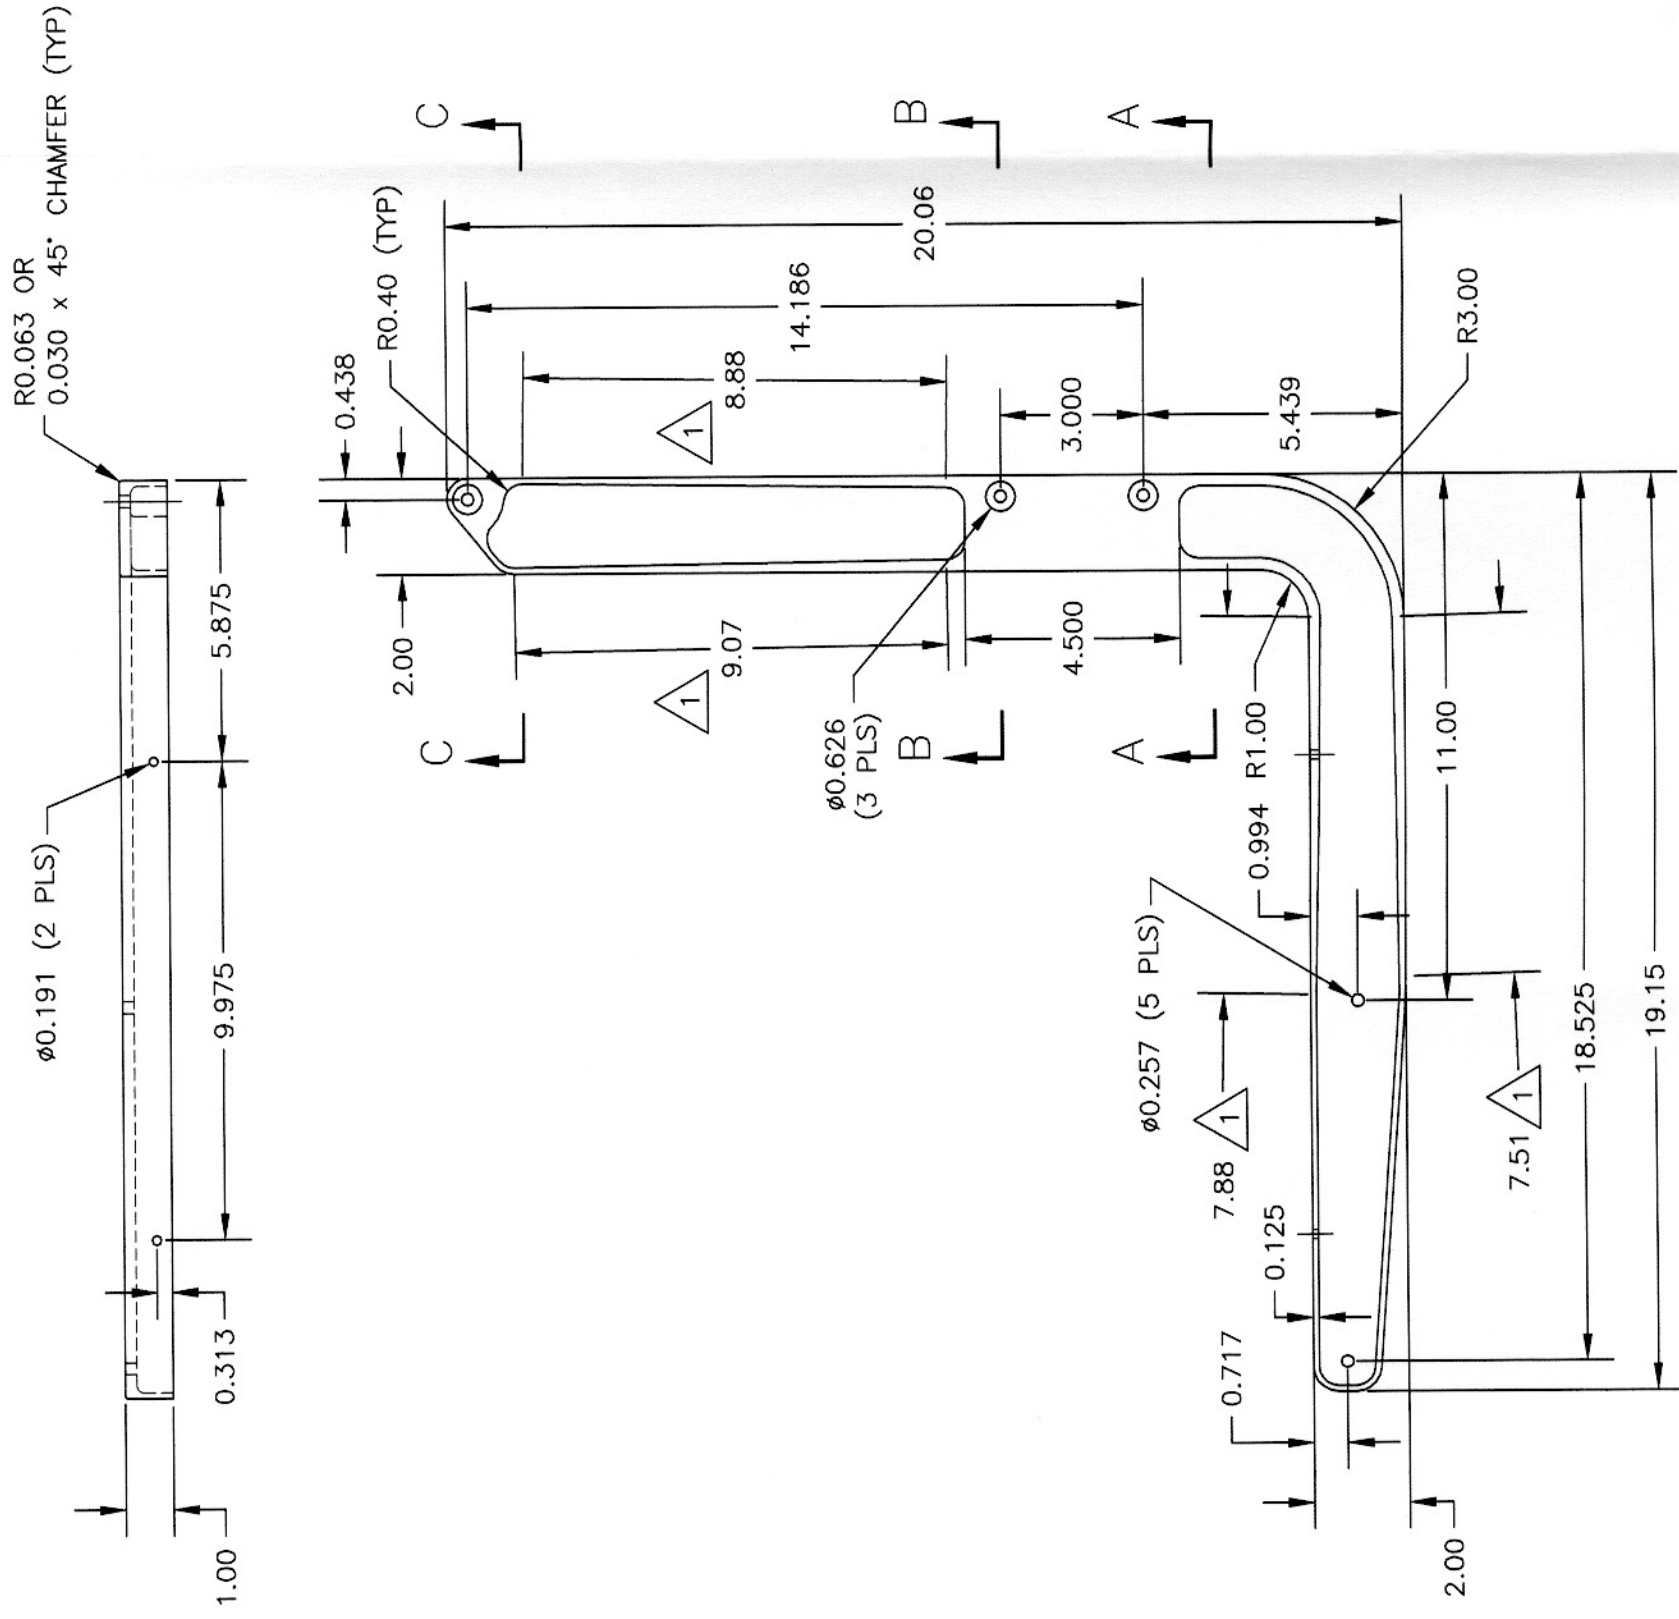 R0.063 OR
0.030 x 45° CHAMFER (TYP)
ø0.191 (2 PLS)
5.875
9.975
0.313
1.00
0.438
R0.40 (TYP)
2.00
C
C
B
B
A
A
20.06
14.186
8.88
1
3.000
5.439
R3.00
9.07
1
4.500
ø0.626
(3 PLS)
0.994
R1.00
11.00
ø0.257 (5 PLS)
7.88
1
7.51
1
18.525
19.15
0.125
0.717
2.00